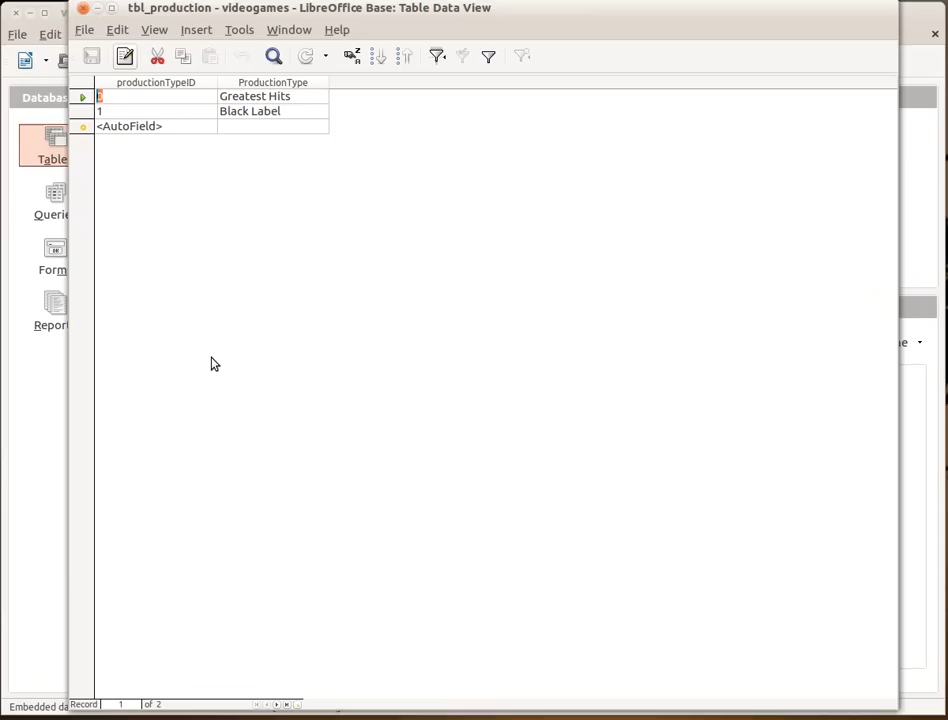 tbl_production - videogames - LibreOffice Base: Table Data View
File Edit View Insert Tools Window Help
File Edit
productionTypeID ProductionType
Greatest Hits
1 Black Label
<AutoField>
Databas
Table
Querie
Form
Report
Record 1 of 2
Embedded da